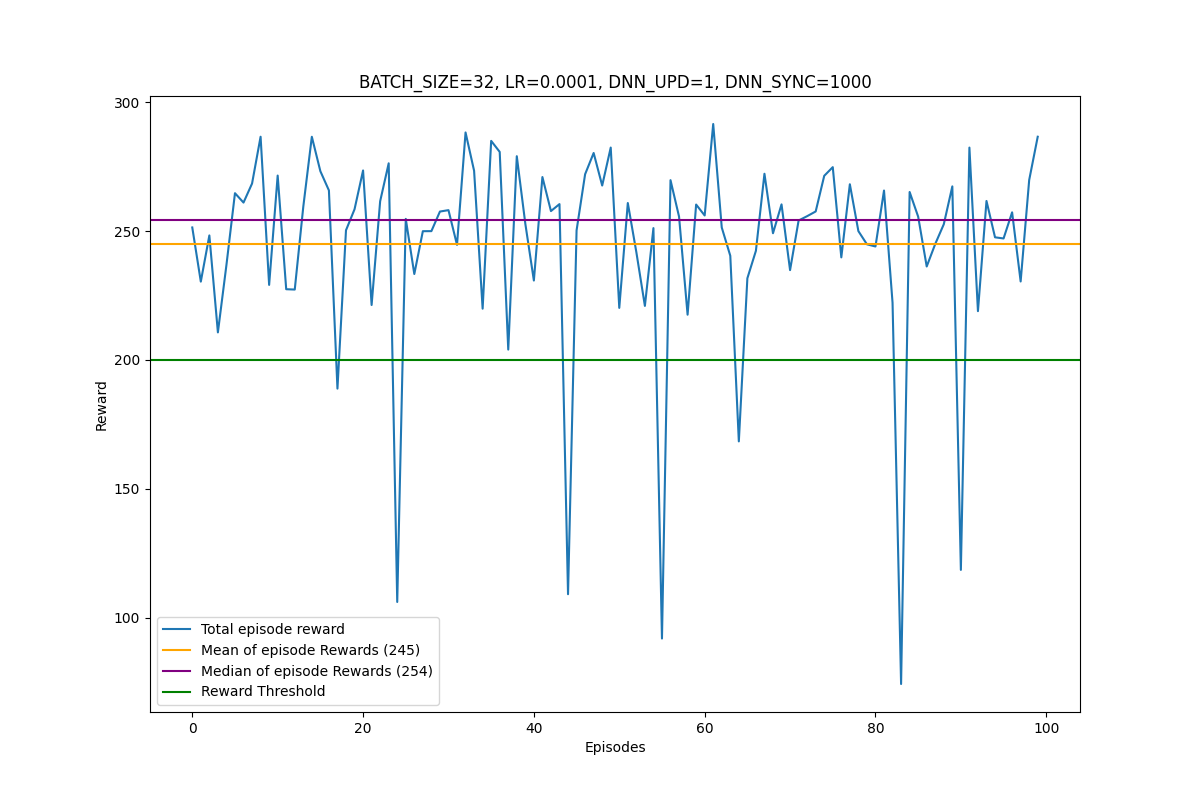 BATCH_SIZE=32, LR=0.0001, DNN_UPD=1, DNN_SYNC=1000
300
250
200
150
100
Reward
Total episode reward
Mean of episode Rewards (245)
Median of episode Rewards (254)
Reward Threshold
0 20 40 60 80 100
Episodes